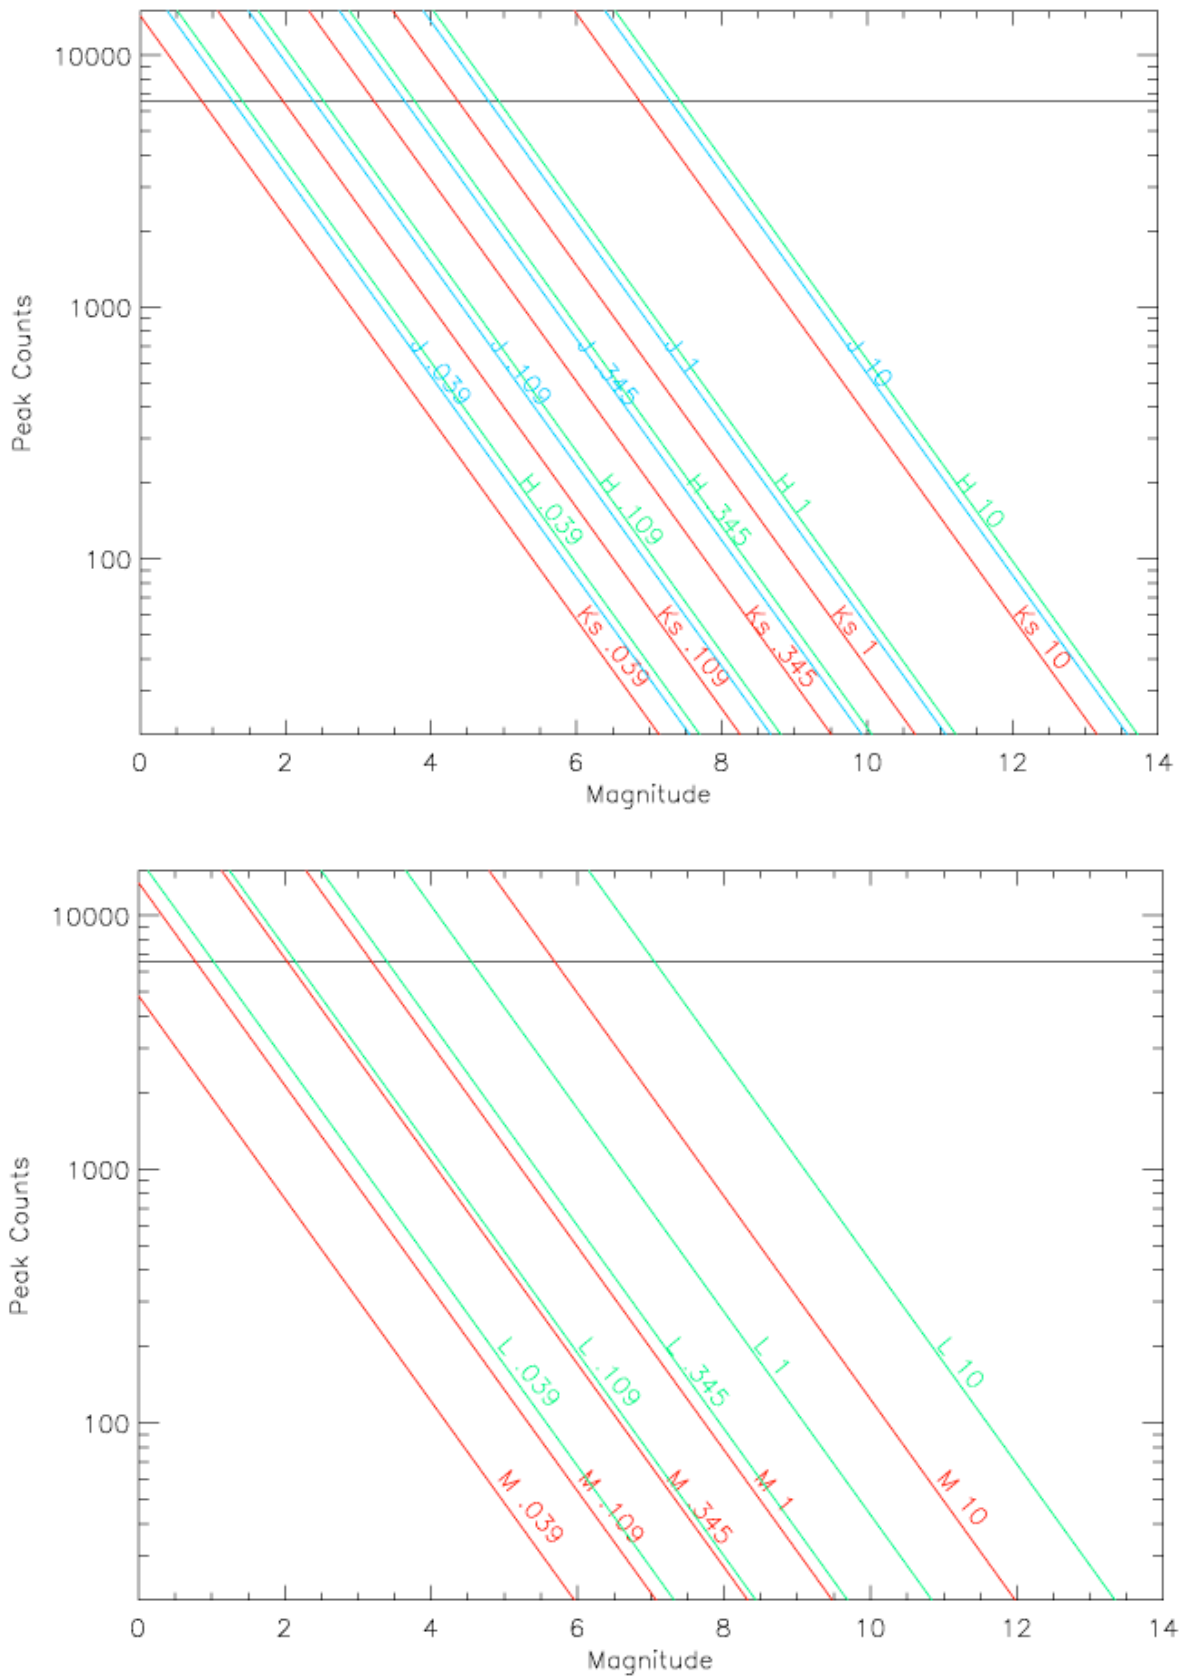 10000
1000
100
Peak Counts
J .039
J .109
J .345
J 1
J 10
H .039
H .109
H .345
H 1
H 10
Ks .039
Ks .109
Ks .345
Ks 1
Ks 10
0 2 4 6 8 10 12 14
Magnitude
10000
1000
100
Peak Counts
L .039
L .109
L .345
L 1
L 10
M .039
M .109
M .345
M 1
M 10
0 2 4 6 8 10 12 14
Magnitude